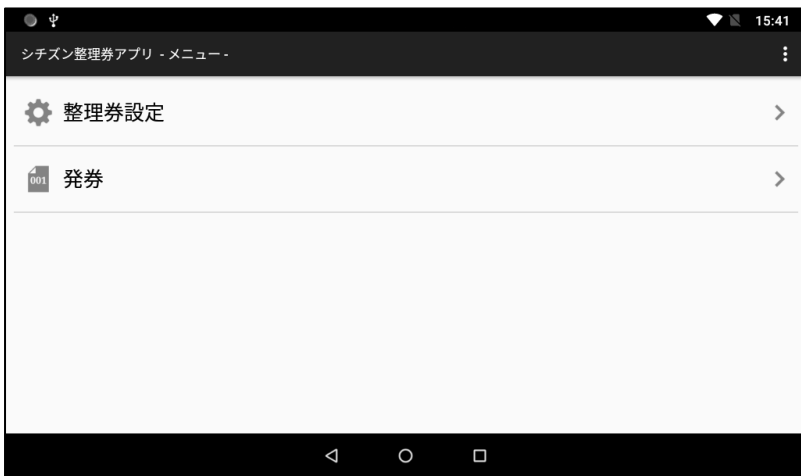 15:41
シチズン整理券アプリ - メニュー -
整理券設定
001
発券